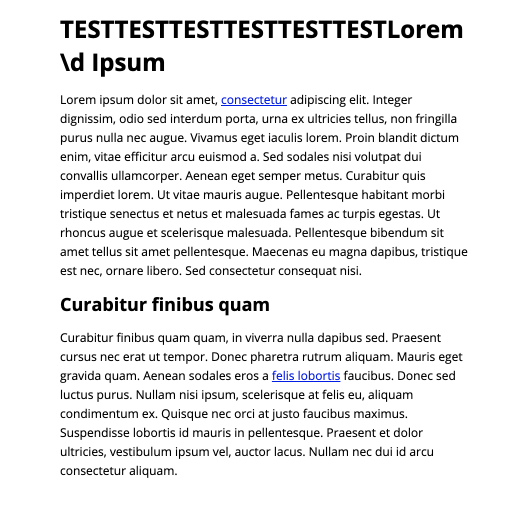 TESTTESTTESTTESTTESTTESTLorem
\d Ipsum
Lorem ipsum dolor sit amet, consectetur adipiscing elit. Integer
dignissim, odio sed interdum porta, urna ex ultricies tellus, non fringilla
purus nulla nec augue. Vivamus eget iaculis lorem. Proin blandit dictum
enim, vitae efficitur arcu euismod a. Sed sodales nisi volutpat dui
convallis ullamcorper. Aenean eget semper metus. Curabitur quis
imperdiet lorem. Ut vitae mauris augue. Pellentesque habitant morbi
tristique senectus et netus et malesuada fames ac turpis egestas. Ut
rhoncus augue et scelerisque malesuada. Pellentesque bibendum sit
amet tellus sit amet pellentesque. Maecenas eu magna dapibus, tristique
est nec, ornare libero. Sed consectetur consequat nisi.
Curabitur finibus quam
Curabitur finibus quam quam, in viverra nulla dapibus sed. Praesent
cursus nec erat ut tempor. Donec pharetra rutrum aliquam. Mauris eget
gravida quam. Aenean sodales eros a felis lobortis faucibus. Donec sed
luctus purus. Nullam nisi ipsum, scelerisque at felis eu, aliquam
condimentum ex. Quisque nec orci at justo faucibus maximus.
Suspendisse lobortis id mauris in pellentesque. Praesent et dolor
ultricies, vestibulum ipsum vel, auctor lacus. Nullam nec dui id arcu
consectetur aliquam.